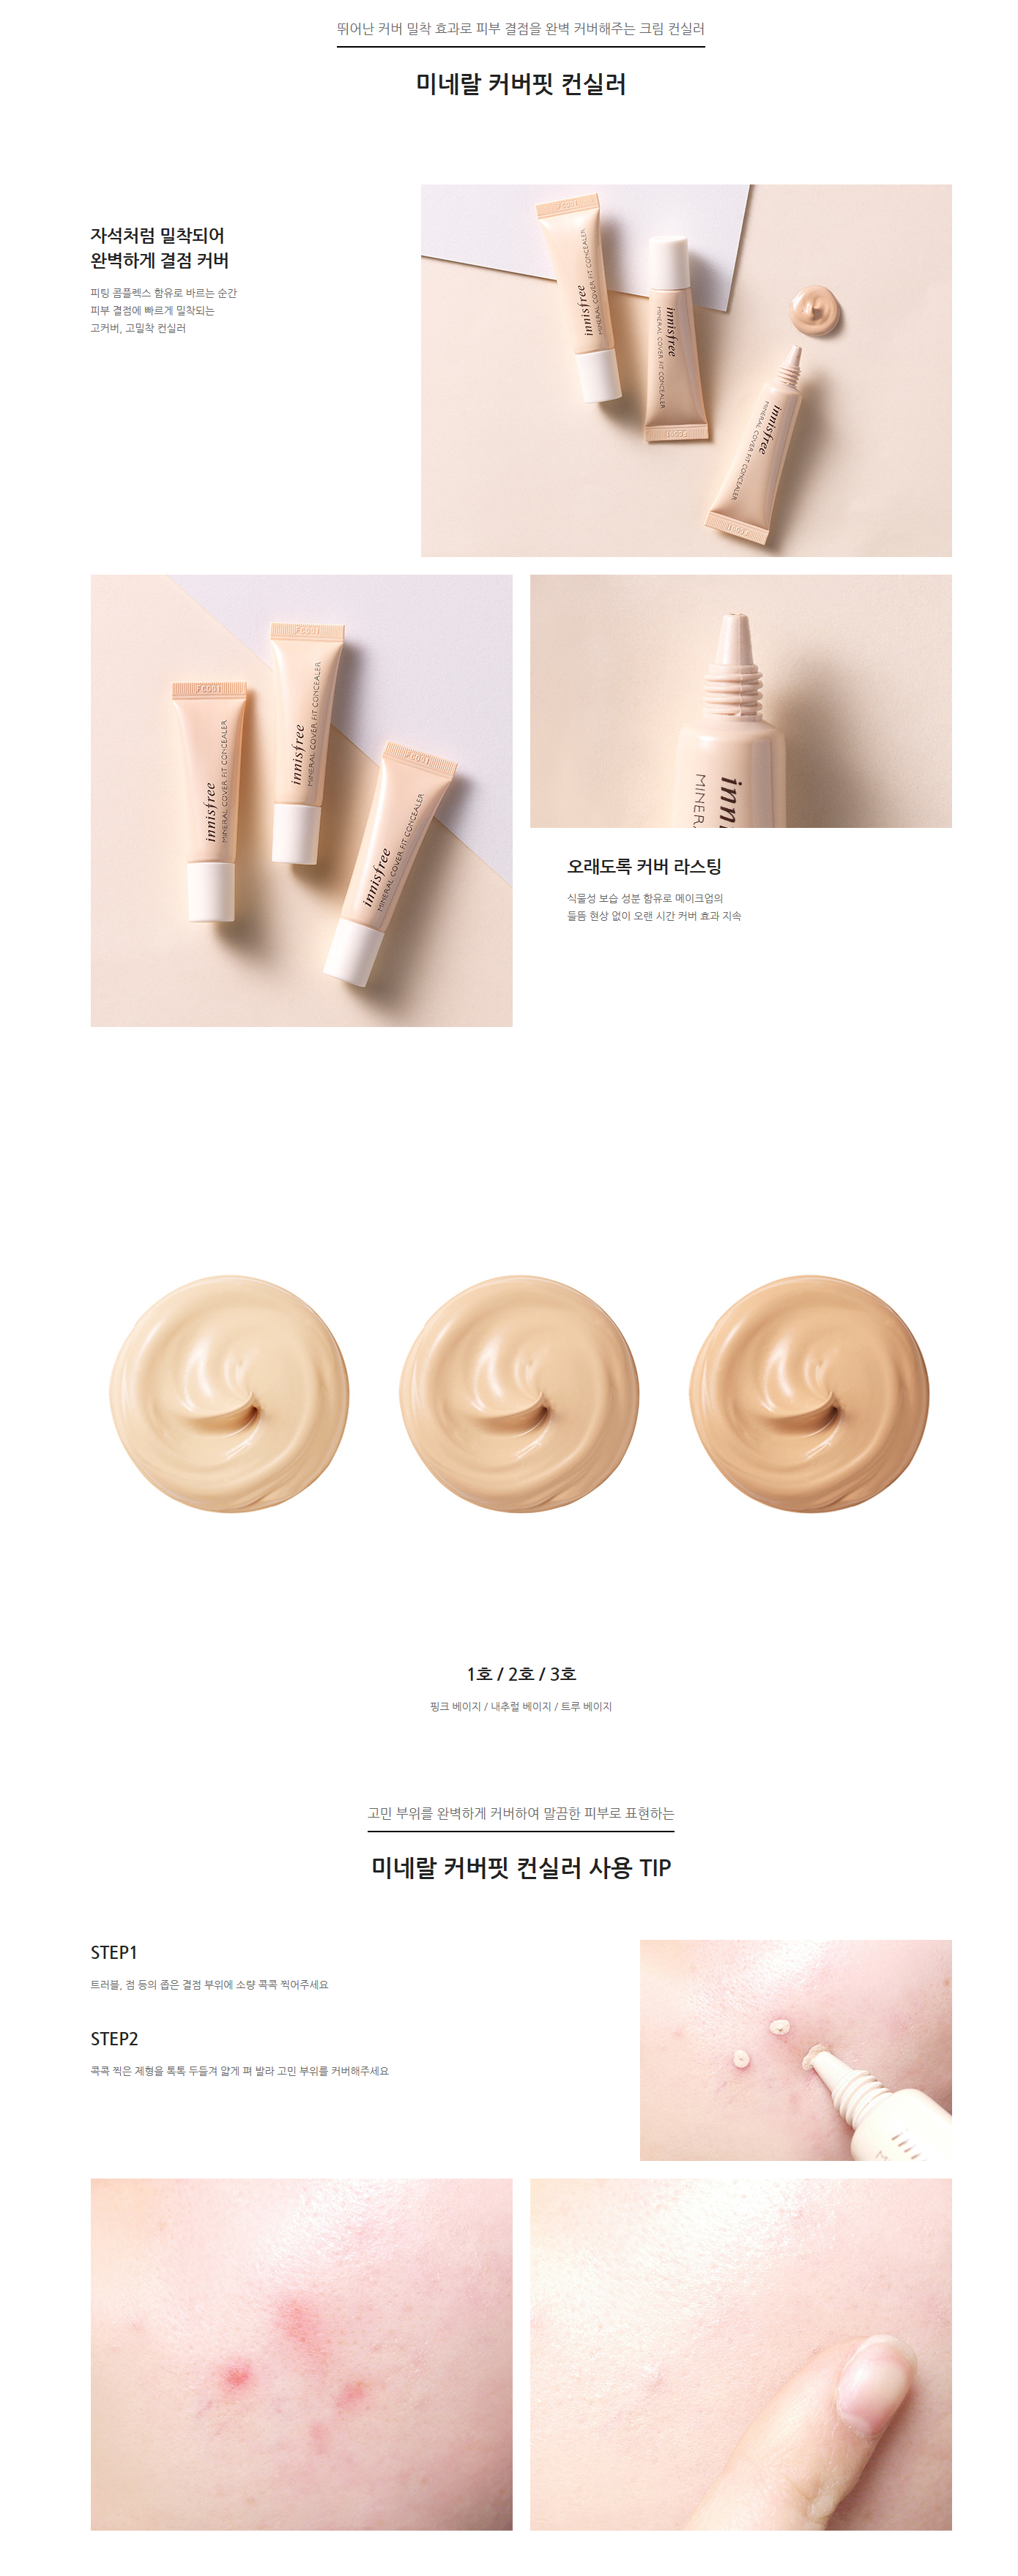 뛰어난 커버 밀착 효과로 피부 결점을 완벽 커버해주는 크림 컨실러
미네랄 커버핏 컨실러
자석처럼 밀착되어
완벽하게 결점 커버
피팅 콤플렉스 함유로 바르는 순간
피부 결점에 빠르게 밀착되는
고커버, 고밀착 컨실러
FC001
innisfree
MINERAL COVER FIT CONCEALER
innisfree
MINERAL COVER FIT CONCEALER
FC001
innisfree
MINERAL COVER FIT CONCEALER
FC001
FC001
innisfree
MINERAL COVER FIT CONCEALER
FC001
innisfree
MINERAL COVER FIT CONCEALER
FC001
innisfree
MINERAL COVER FIT CONCEALER
inni
MINERA
오래도록 커버 라스팅
식물성 보습 성분 함유로 메이크업의
들뜸 현상 없이 오랜 시간 커버 효과 지속
1호 / 2호 / 3호
핑크 베이지 / 내추럴 베이지 / 트루 베이지
고민 부위를 완벽하게 커버하여 말끔한 피부로 표현하는
미네랄 커버핏 컨실러 사용 TIP
STEP1
트러블, 점 등의 좁은 결점 부위에 소량 콕콕 찍어주세요
STEP2
콕콕 찍은 제형을 톡톡 두들겨 얇게 펴 발라 고민 부위를 커버해주세요